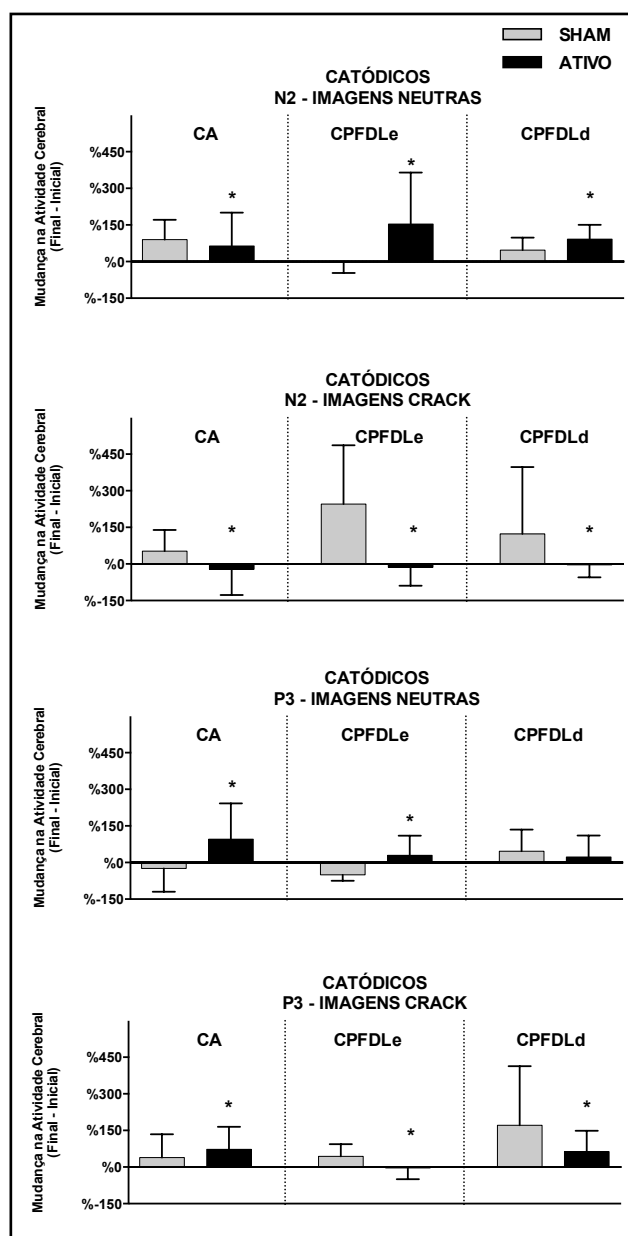 SHAM
ATIVO
CATÓDICOS
N2 - IMAGENS NEUTRAS
CA
CPFDLe
CPFDLd
Mudança na Atividade Cerebral
(Final - Inicial)
%450
%300
%150
%0
%-150
*
*
*
CATÓDICOS
N2 - IMAGENS CRACK
CA
CPFDLe
CPFDLd
Mudança na Atividade Cerebral
(Final - Inicial)
%450
%300
%150
%0
%-150
*
*
*
CATÓDICOS
P3 - IMAGENS NEUTRAS
CA
CPFDLe
CPFDLd
Mudança na Atividade Cerebral
(Final - Inicial)
%450
%300
%150
%0
%-150
*
*
CATÓDICOS
P3 - IMAGENS CRACK
CA
CPFDLe
CPFDLd
Mudança na Atividade Cerebral
(Final - Inicial)
%450
%300
%150
%0
%-150
*
*
*